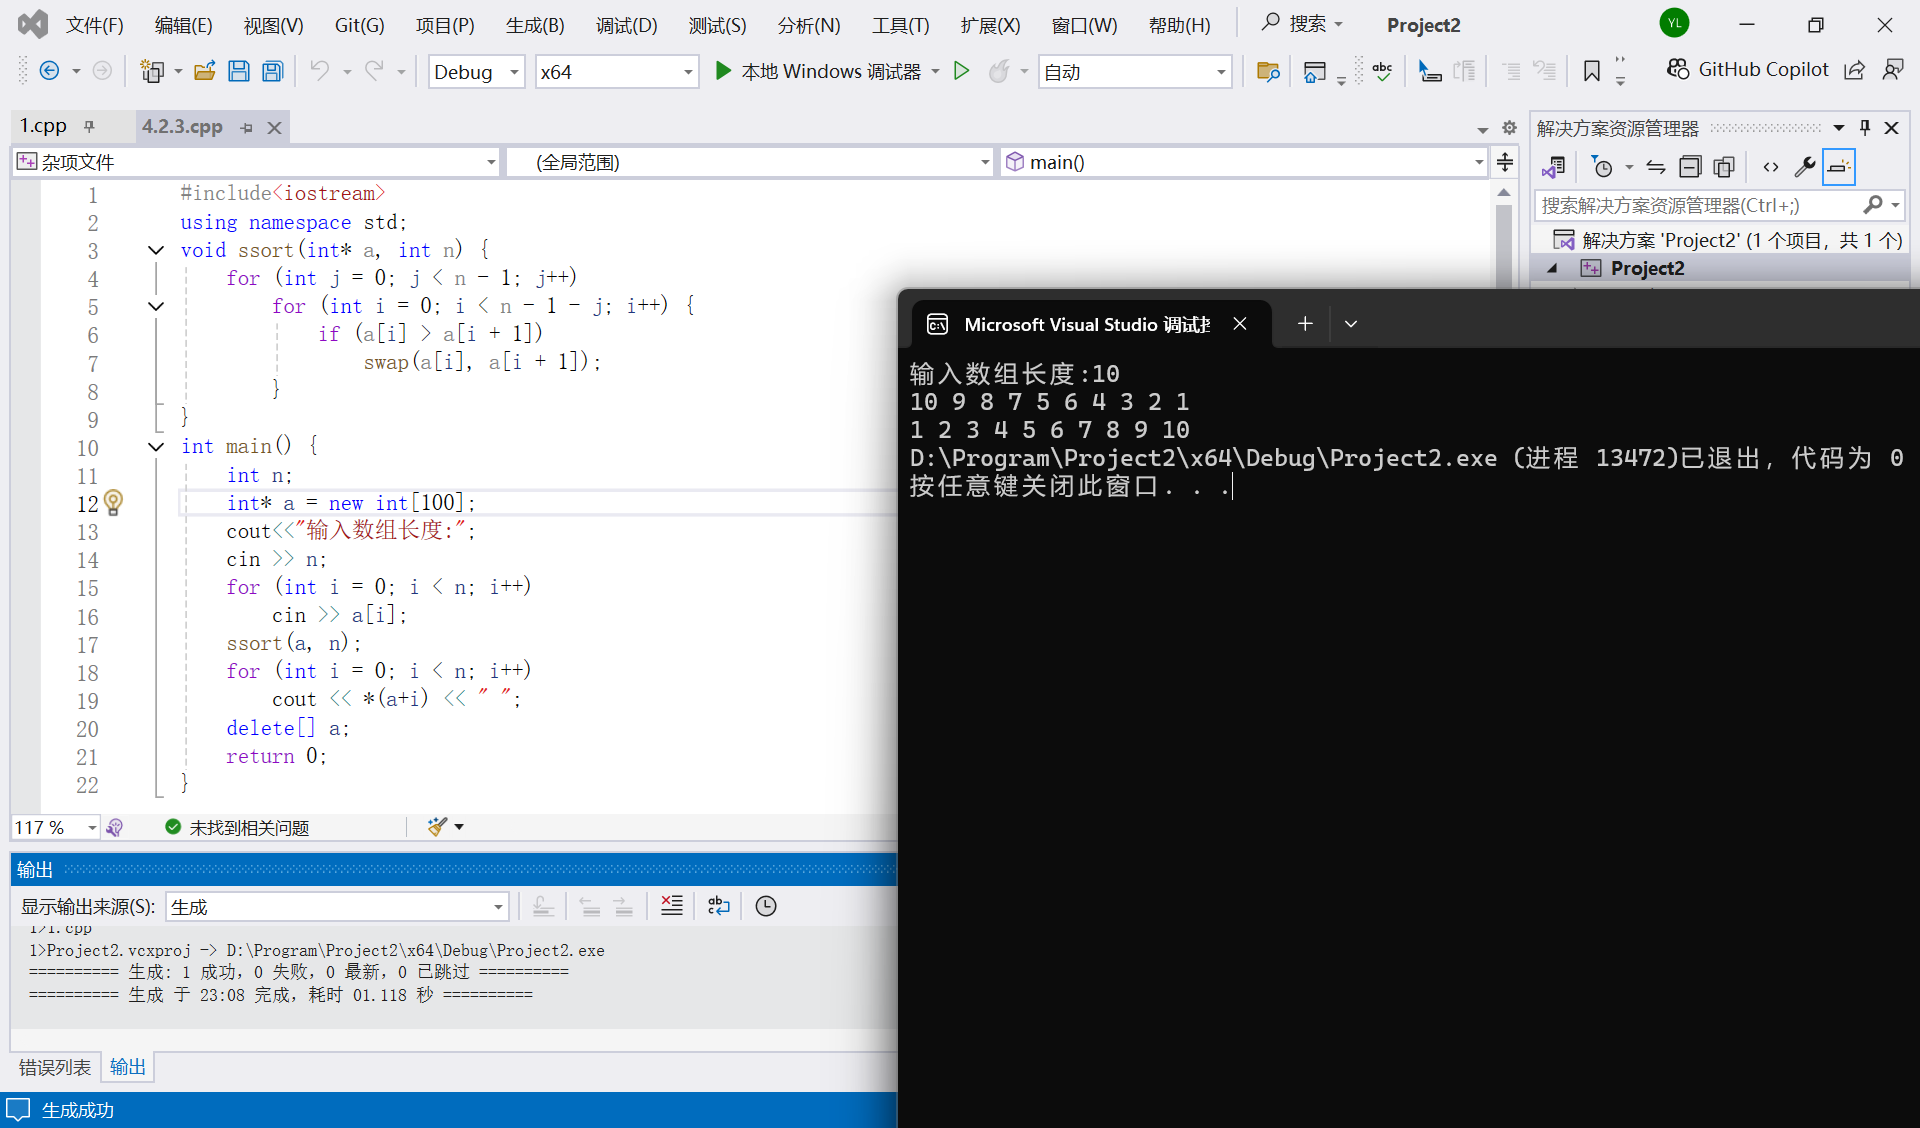 文件(F) 编辑(E) 视图(V) Git(G) 项目(P) 生成(B) 调试(D) 测试(S) 分析(N) 工具(T) 扩展(X) 窗口(W) 帮助(H) 搜索 Project2 YL
Debug x64 本地 Windows 调试器 自动 abc GitHub Copilot
1.cpp 4.2.3.cpp
杂项文件 (全局范围) main()
1 #include<iostream>
2 using namespace std;
3 void ssort(int* a, int n) {
4 for (int j = 0; j < n - 1; j++)
5 for (int i = 0; i < n - 1 - j; i++) {
6 if (a[i] > a[i + 1])
7 swap(a[i], a[i + 1]);
8 }
9 }
10 int main() {
11 int n;
12 int* a = new int[100];
13 cout<<"输入数组长度:";
14 cin >> n;
15 for (int i = 0; i < n; i++)
16 cin >> a[i];
17 ssort(a, n);
18 for (int i = 0; i < n; i++)
19 cout << *(a+i) << " ";
20 delete[] a;
21 return 0;
22 }
117 % 未找到相关问题
输出
显示输出来源(S): 生成
1>1.cpp
1>Project2.vcxproj -> D:\Program\Project2\x64\Debug\Project2.exe
========== 生成: 1 成功，0 失败，0 最新，0 已跳过 ==========
========== 生成 于 23:08 完成，耗时 01.118 秒 ==========
错误列表 输出
生成成功
解决方案资源管理器
搜索解决方案资源管理器(Ctrl+;)
解决方案 'Project2' (1 个项目，共 1 个)
Project2
Microsoft Visual Studio 调试
输入数组长度:10
10 9 8 7 5 6 4 3 2 1
1 2 3 4 5 6 7 8 9 10
D:\Program\Project2\x64\Debug\Project2.exe (进程 13472)已退出，代码为 0
按任意键关闭此窗口. . .